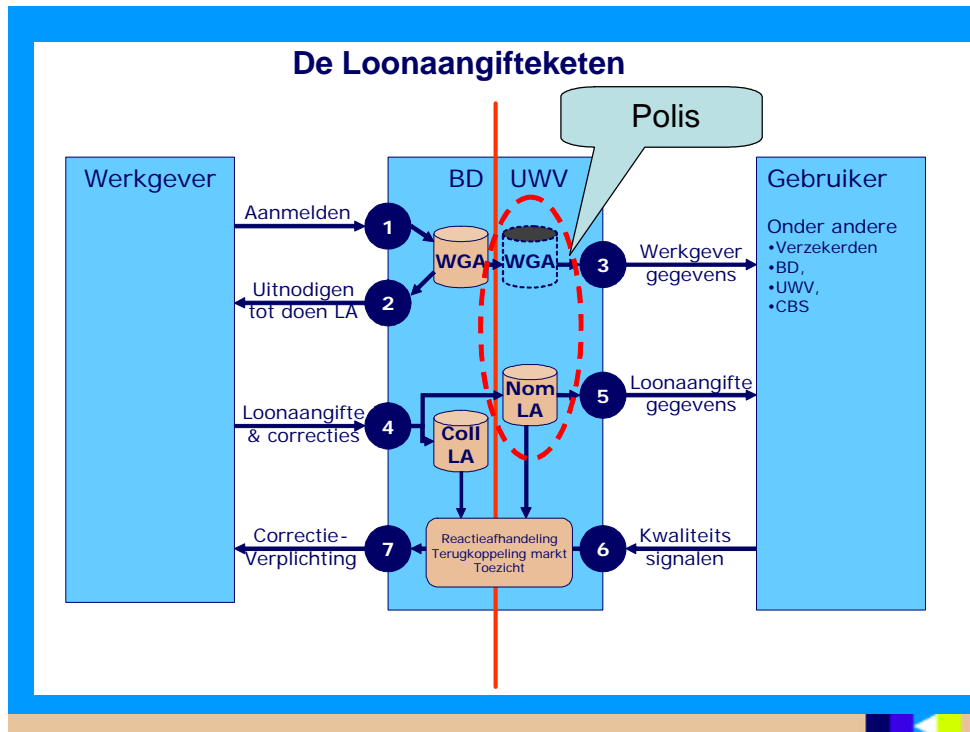 De Loonaangifteketen
Polis
Werkgever
BD
UWV
Gebruiker
Aanmelden
1
WGA
WGA
3
Werkgever
gegevens
Onder andere
•Verzekerden
•BD,
•UWV,
•CBS
Uitnodigen
tot doen LA
2
Loonaangifte
& correcties
4
Coll
LA
Nom
LA
5
Loonaangifte
gegevens
Correctie-
Verplichting
7
Reactieafhandeling
Terugkoppeling markt
Toezicht
6
Kwaliteits
signalen